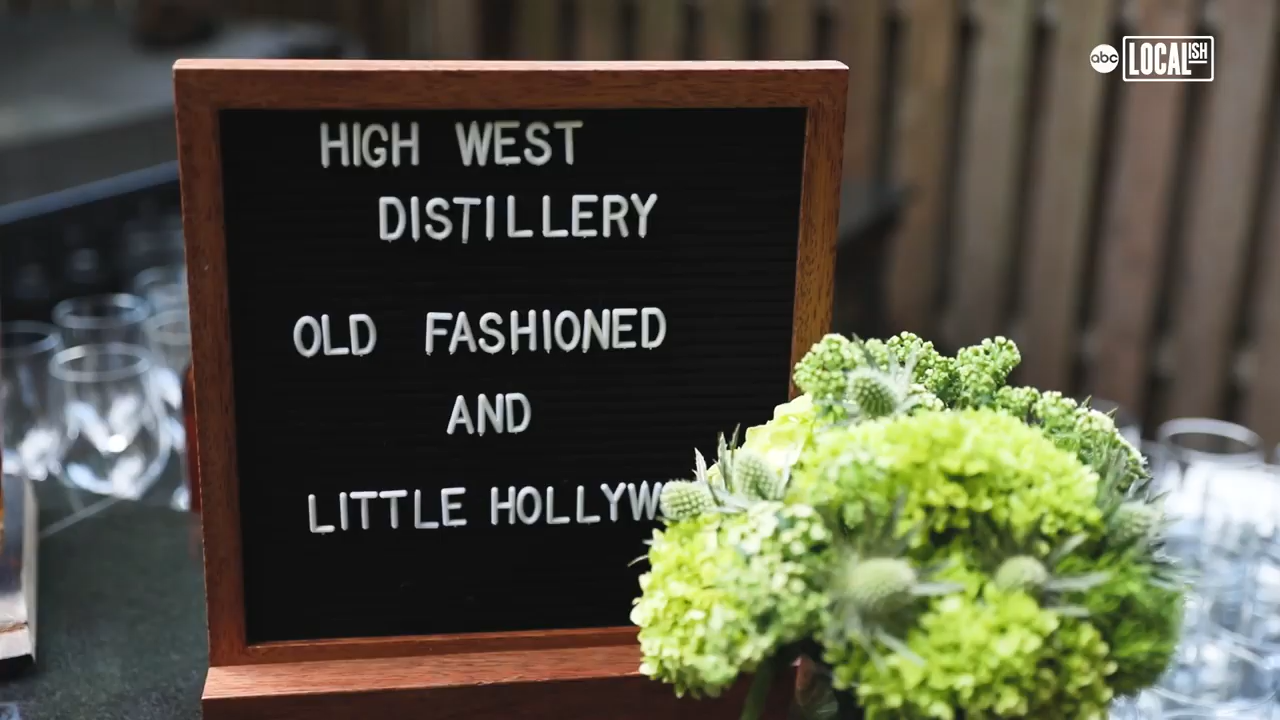 abc LOCALISH
HIGH WEST
DISTILLERY
OLD FASHIONED
AND
LITTLE HOLLYW